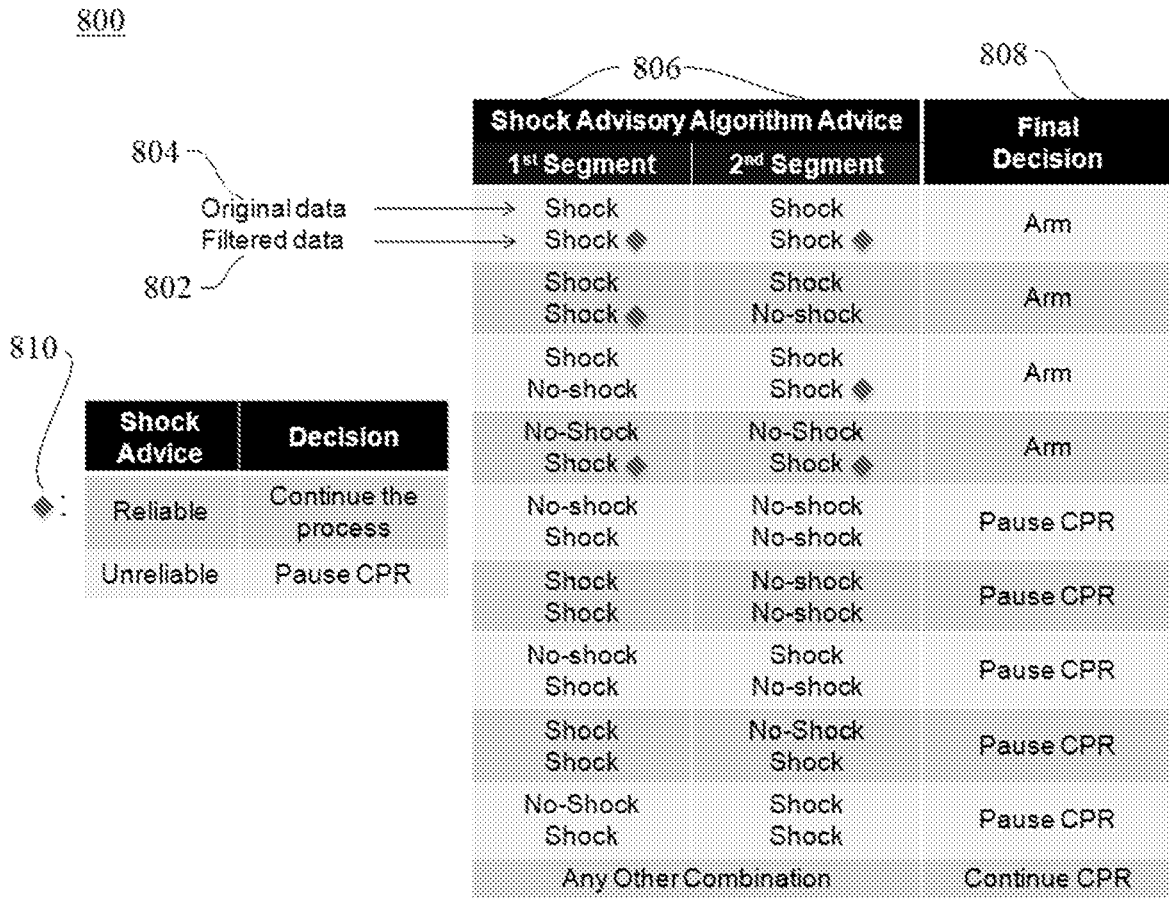 800
806
808
Shock Advisory Algorithm Advice
Final Decision
1st Segment 2nd Segment
804
Original data
Filtered data
802
Shock Shock
Shock Shock
Arm
Shock Shock
Shock No-shock
Arm
Shock Shock
No-shock Shock
Arm
No-Shock No-Shock
Shock Shock
Arm
No-shock No-shock
Shock No-shock
Pause CPR
Shock No-shock
Shock No-shock
Pause CPR
No-shock Shock
Shock No-shock
Pause CPR
Shock No-Shock
Shock Shock
Pause CPR
No-Shock Shock
Shock Shock
Pause CPR
Any Other Combination Continue CPR
810
Shock Advice Decision
:
Reliable Continue the process
Unreliable Pause CPR